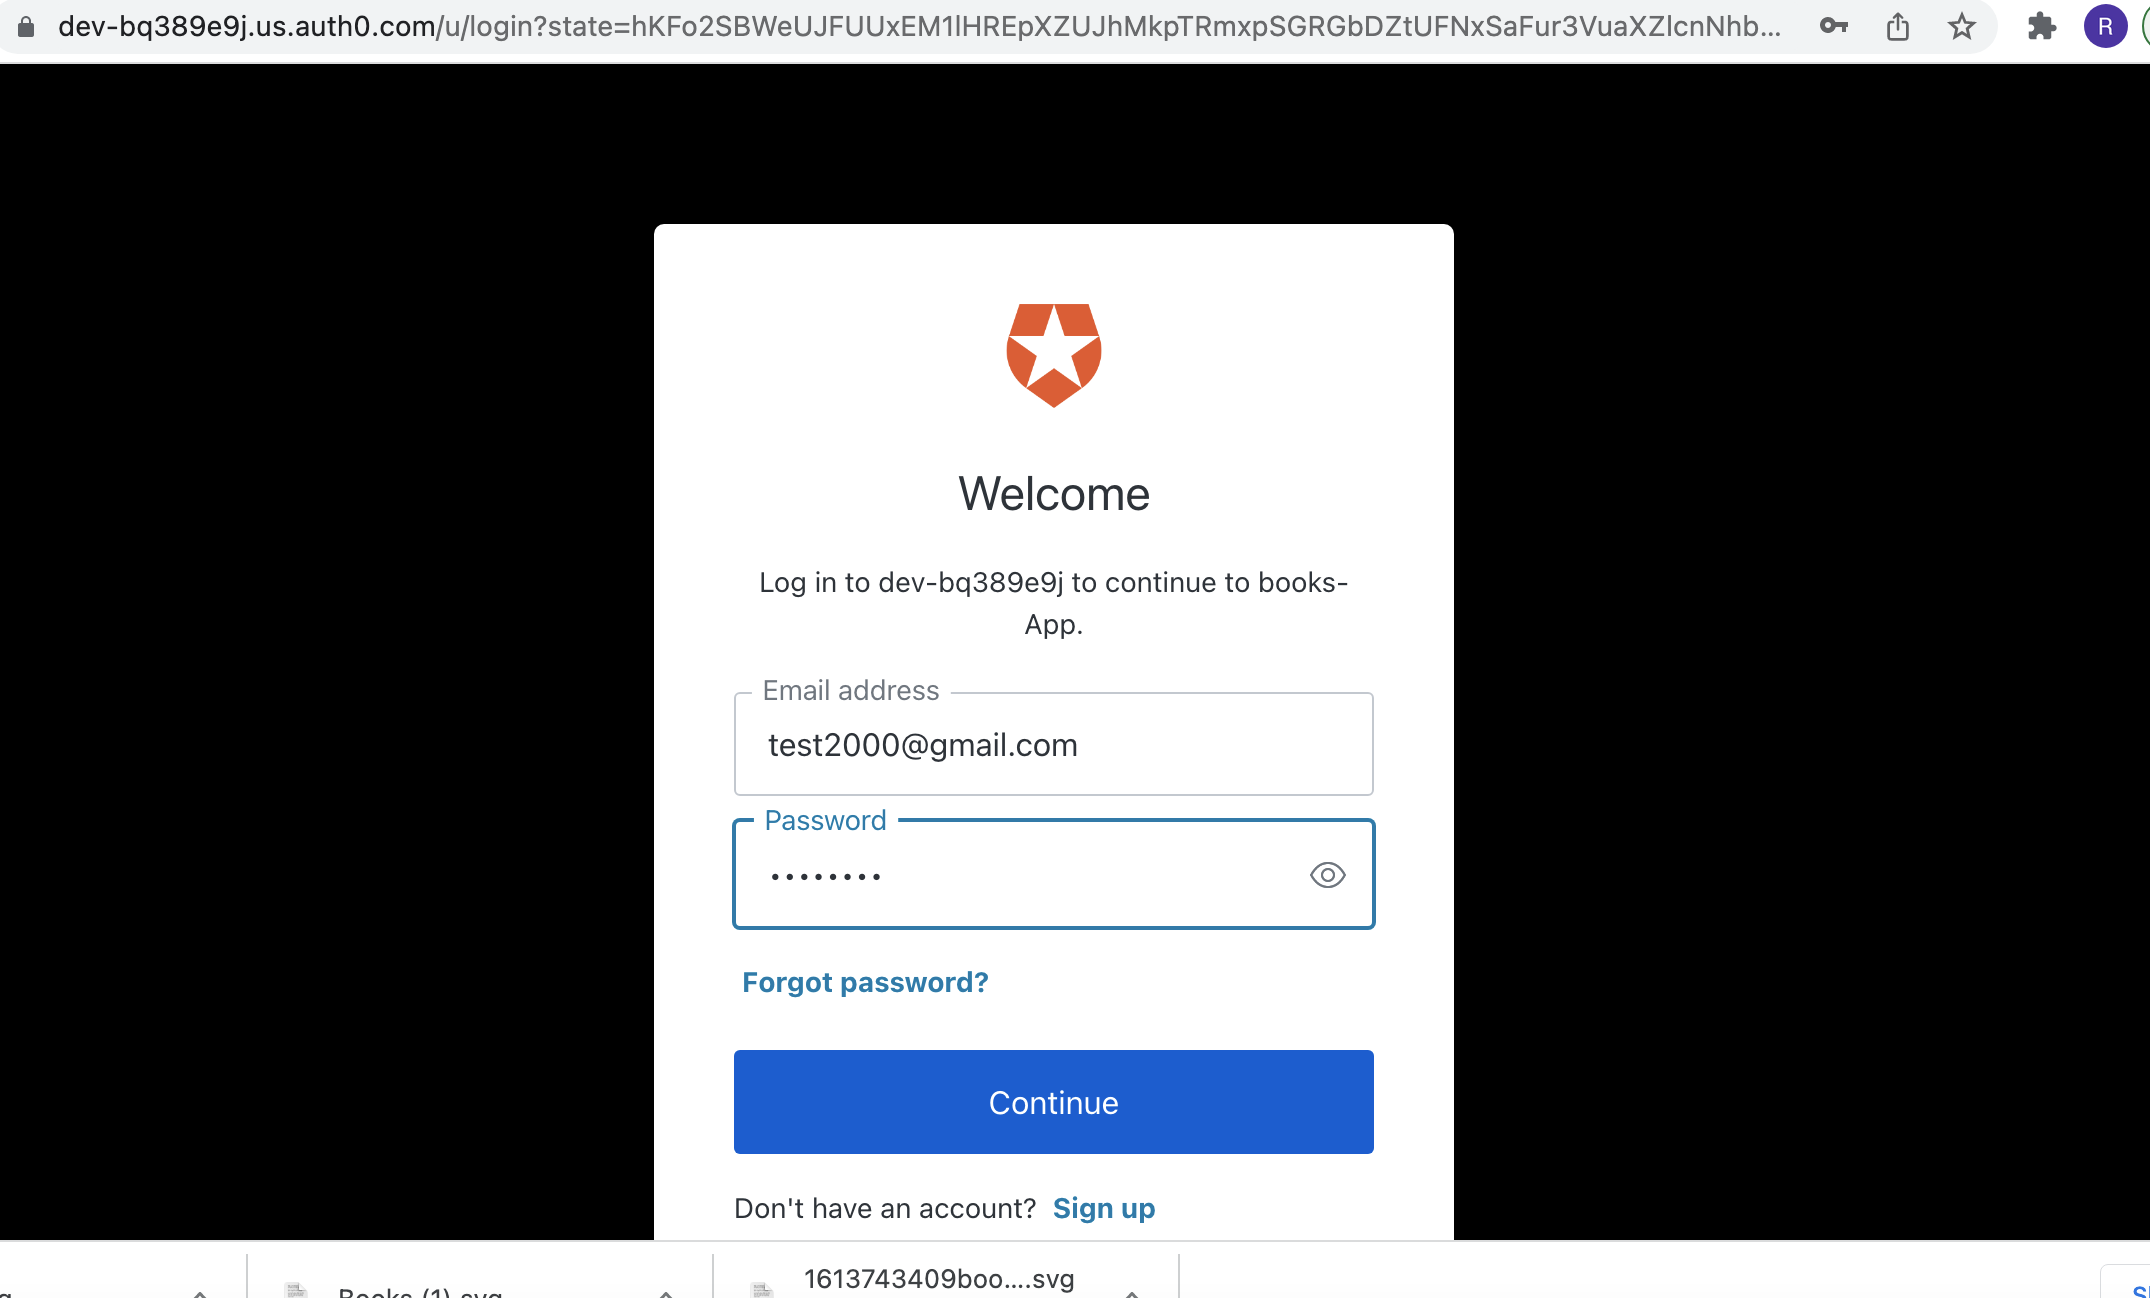 dev-bq389e9j.us.auth0.com/u/login?state=hKFo2SBWeUJFUUxEM1lHREpXZUJhMkpTRmxpSGRGbDZtUFNxSaFur3VuaXZlcnNhb...
R
Welcome
Log in to dev-bq389e9j to continue to books-
App.
Email address
test2000@gmail.com
Password
Forgot password?
Continue
Don't have an account? Sign up
Books (1).svg
1613743409boo....svg